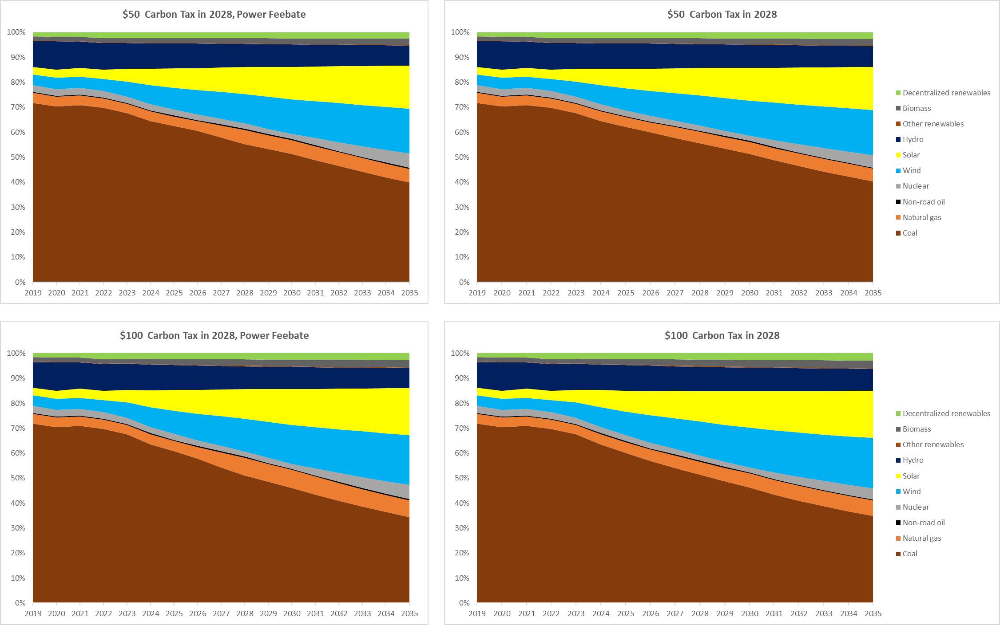 $50 Carbon Tax in 2028, Power Feebate
100%
90%
80%
70%
60%
50%
40%
30%
20%
10%
0%
2019 2020 2021 2022 2023 2024 2025 2026 2027 2028 2029 2030 2031 2032 2033 2034 2035
$50 Carbon Tax in 2028
100%
90%
80%
70%
60%
50%
40%
30%
20%
10%
0%
2019 2020 2021 2022 2023 2024 2025 2026 2027 2028 2029 2030 2031 2032 2033 2034 2035
Decentralized renewables
Biomass
Other renewables
Hydro
Solar
Wind
Nuclear
Non-road oil
Natural gas
Coal
$100 Carbon Tax in 2028, Power Feebate
100%
90%
80%
70%
60%
50%
40%
30%
20%
10%
0%
2019 2020 2021 2022 2023 2024 2025 2026 2027 2028 2029 2030 2031 2032 2033 2034 2035
$100 Carbon Tax in 2028
100%
90%
80%
70%
60%
50%
40%
30%
20%
10%
0%
2019 2020 2021 2022 2023 2024 2025 2026 2027 2028 2029 2030 2031 2032 2033 2034 2035
Decentralized renewables
Biomass
Other renewables
Hydro
Solar
Wind
Nuclear
Non-road oil
Natural gas
Coal